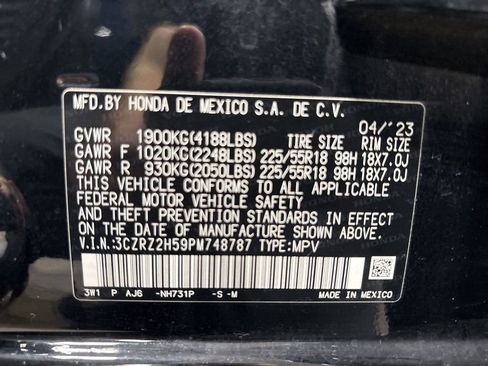 MFD.BY HONDA DE MEXICO S.A. DE C.V.
04/'23
GVWR 1900KG(4188LBS) TIRE SIZE RIM SIZE
GAWR F 1020KG(2248LBS) 225/55R18 98H 18X7.0J
GAWR R 930KG(2050LBS) 225/55R18 98H 18X7.0J
THIS VEHICLE CONFORMS TO ALL APPLICABLE
FEDERAL MOTOR VEHICLE SAFETY
AND THEFT PREVENTION STANDARDS IN EFFECT
ON THE DATE OF MANUFACTURE SHOWN ABOVE.
V.I.N:3CZRZ2H59PM748787 TYPE:MPV
3W1 P AJ6 -NH731P -S-M
MADE IN MEXICO